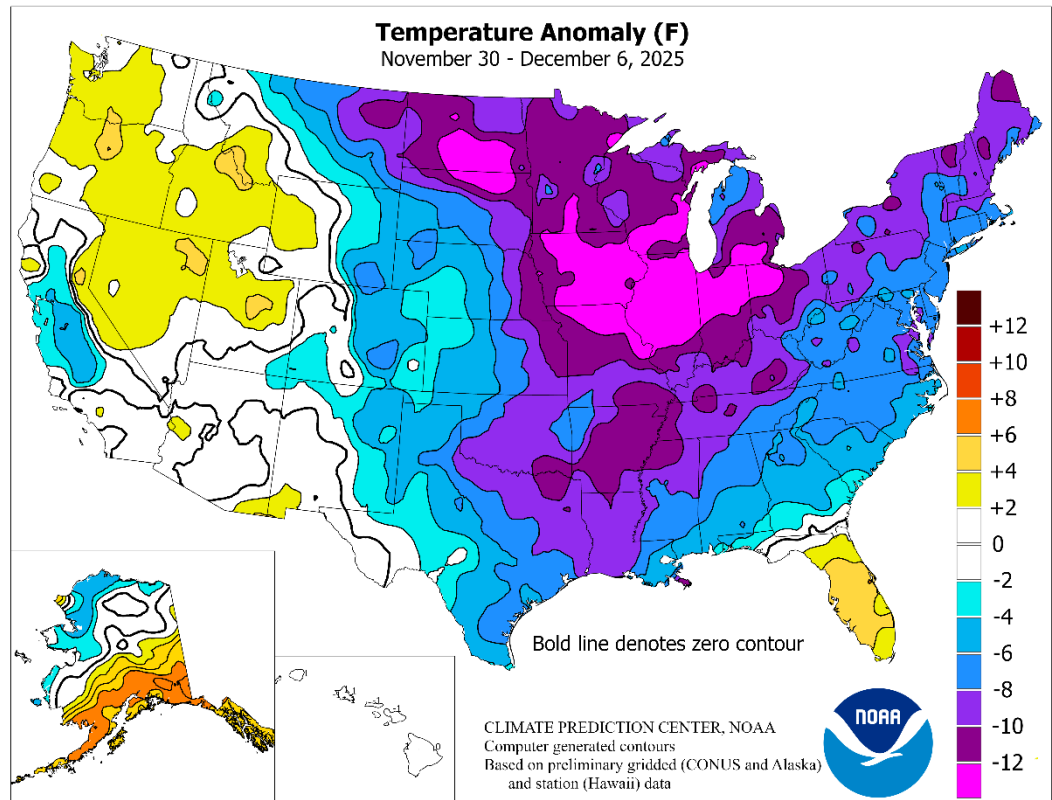 Temperature Anomaly (F)
November 30 - December 6, 2025
+12
+10
+8
+6
+4
+2
0
-2
-4
-6
-8
-10
-12
Bold line denotes zero contour
CLIMATE PREDICTION CENTER, NOAA
Computer generated contours
Based on preliminary gridded (CONUS and Alaska)
and station (Hawaii) data
NOAA